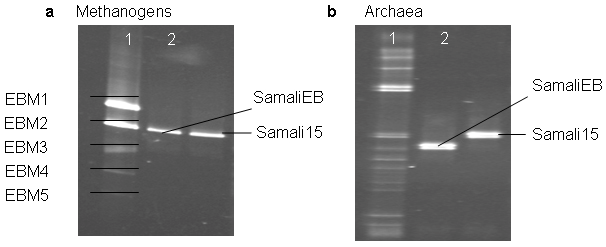 a Methanogens
1 2
EBM1
EBM2
EBM3
EBM4
EBM5
SamaliEB
Samali15
b Archaea
1 2
SamaliEB
Samali15